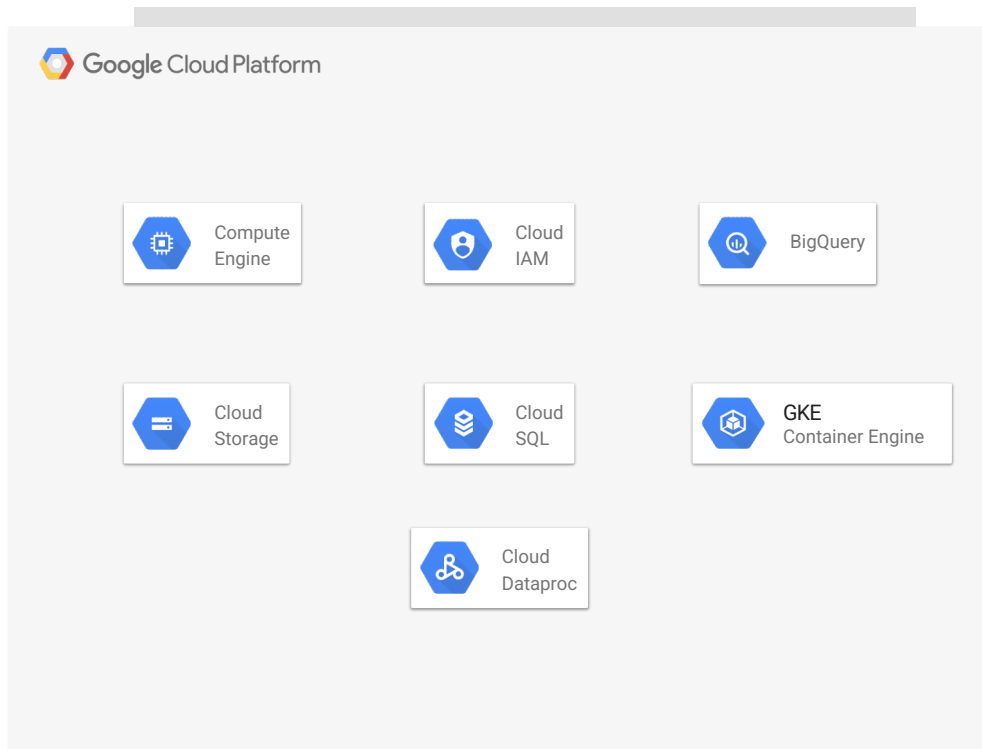 Google Cloud Platform
Compute
Engine
Cloud
IAM
BigQuery
Cloud
Storage
Cloud
SQL
GKE
Container Engine
Cloud
Dataproc